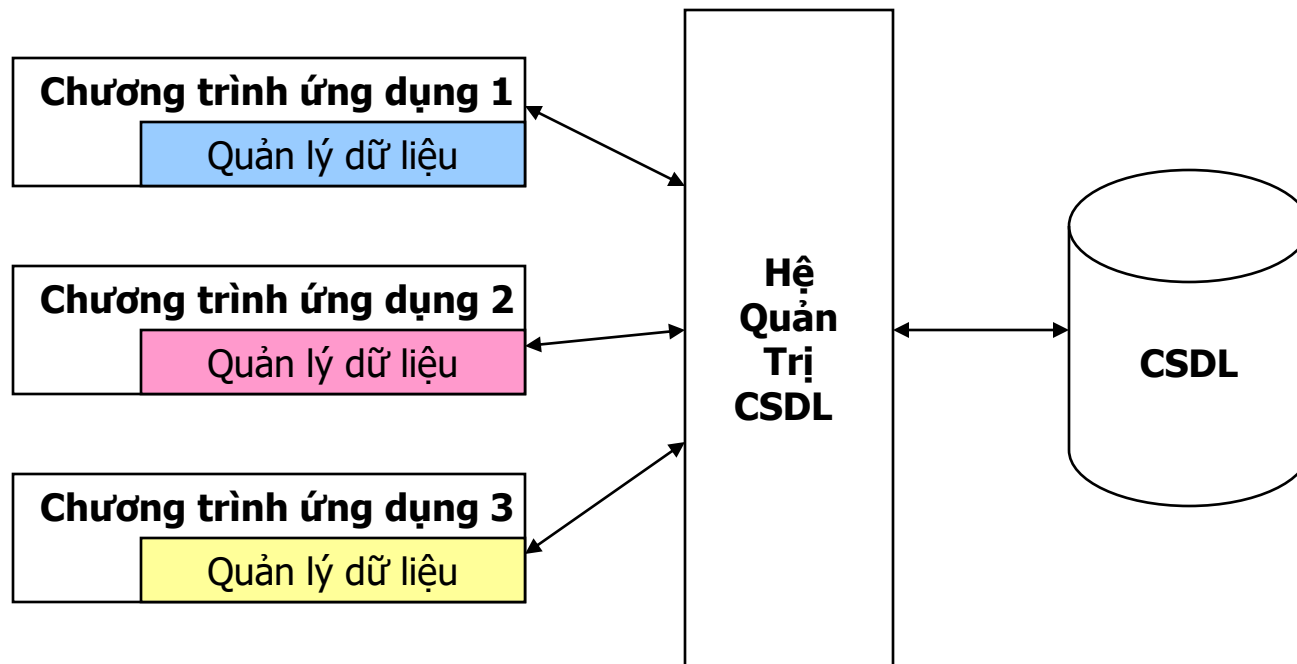 Chương trình ứng dụng 1
Quản lý dữ liệu
Chương trình ứng dụng 2
Quản lý dữ liệu
Chương trình ứng dụng 3
Quản lý dữ liệu
Hệ
Quản
Trị
CSDL
CSDL